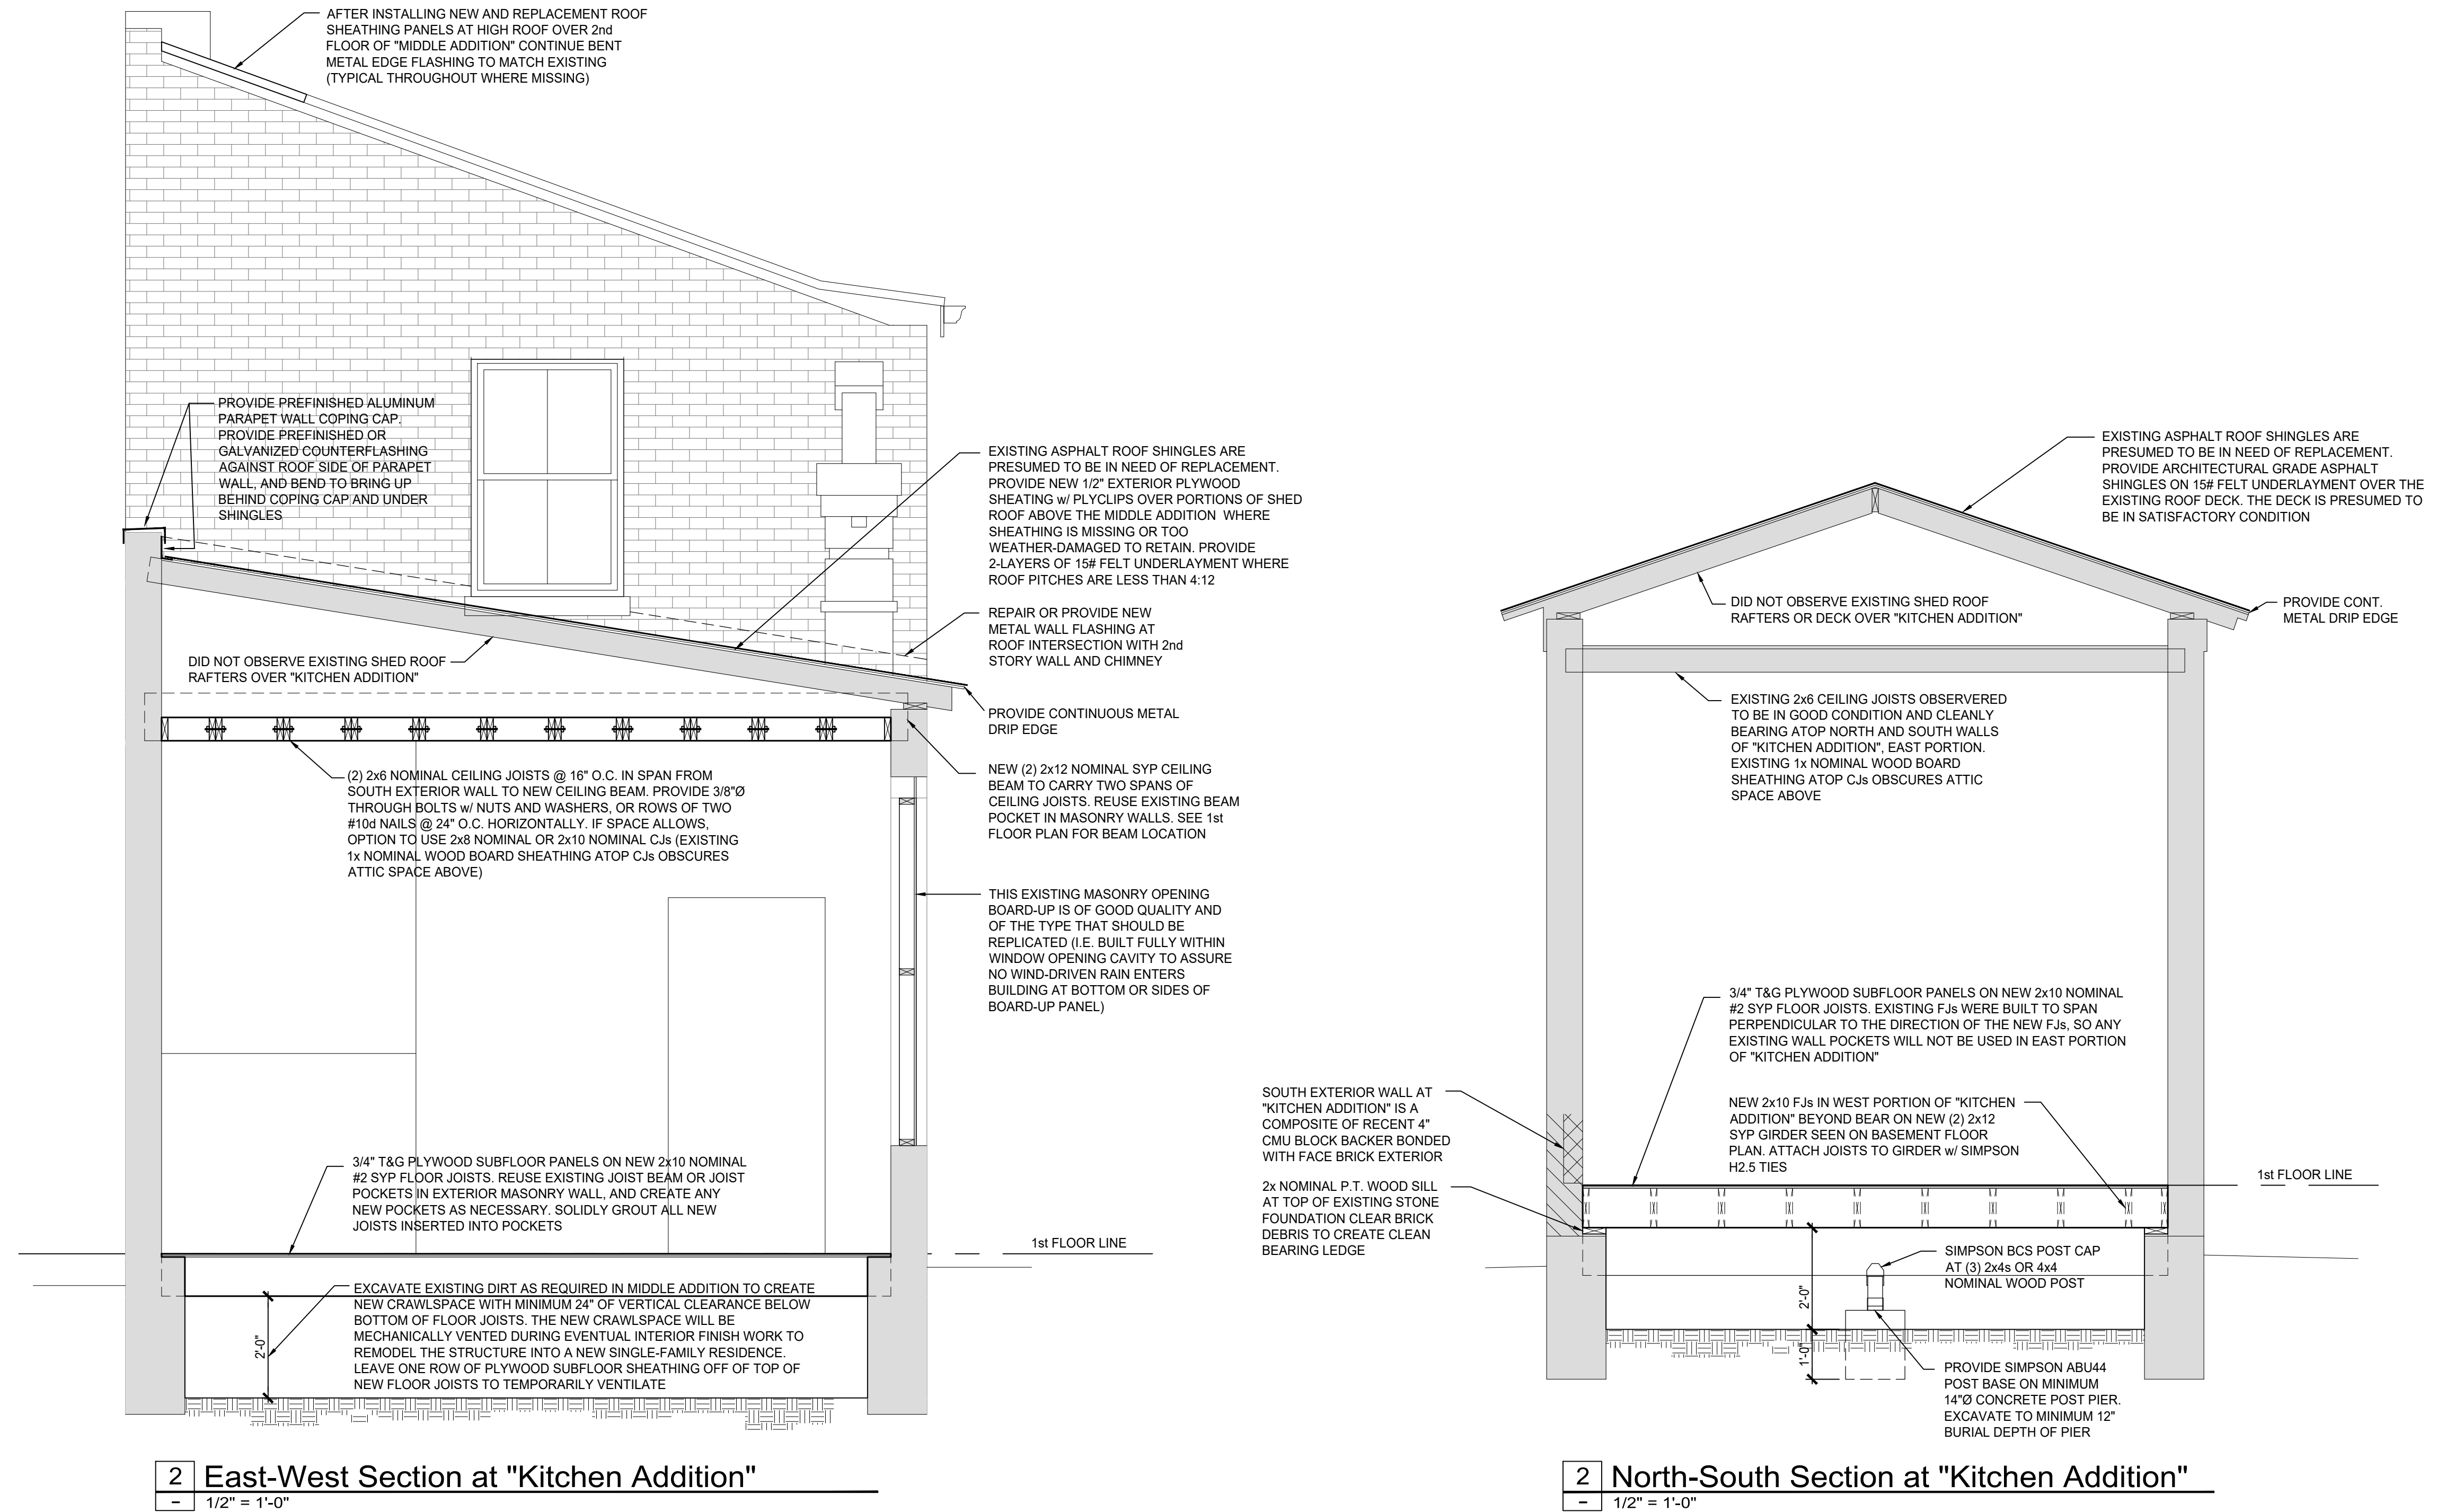 AFTER INSTALLING NEW AND REPLACEMENT ROOF
SHEATHING PANELS AT HIGH ROOF OVER 2nd
FLOOR OF "MIDDLE ADDITION" CONTINUE BENT
METAL EDGE FLASHING TO MATCH EXISTING
(TYPICAL THROUGHOUT WHERE MISSING)
PROVIDE PREFINISHED ALUMINUM
PARAPET WALL COPING CAP.
PROVIDE PREFINISHED OR
GALVANIZED COUNTERFLASHING
AGAINST ROOF SIDE OF PARAPET
WALL, AND BEND TO BRING UP
BEHIND COPING CAP AND UNDER
SHINGLES
EXISTING ASPHALT ROOF SHINGLES ARE
PRESUMED TO BE IN NEED OF REPLACEMENT.
PROVIDE NEW 1/2" EXTERIOR PLYWOOD
SHEATING w/ PLYCLIPS OVER PORTIONS OF SHED
ROOF ABOVE THE MIDDLE ADDITION WHERE
SHEATHING IS MISSING OR TOO
WEATHER-DAMAGED TO RETAIN. PROVIDE
2-LAYERS OF 15# FELT UNDERLAYMENT WHERE
ROOF PITCHES ARE LESS THAN 4:12
REPAIR OR PROVIDE NEW
METAL WALL FLASHING AT
ROOF INTERSECTION WITH 2nd
STORY WALL AND CHIMNEY
DID NOT OBSERVE EXISTING SHED ROOF
RAFTERS OVER "KITCHEN ADDITION"
PROVIDE CONTINUOUS METAL
DRIP EDGE
(2) 2x6 NOMINAL CEILING JOISTS @ 16" O.C. IN SPAN FROM
SOUTH EXTERIOR WALL TO NEW CEILING BEAM. PROVIDE 3/8"Ø
THROUGH BOLTS w/ NUTS AND WASHERS, OR ROWS OF TWO
#10d NAILS @ 24" O.C. HORIZONTALLY. IF SPACE ALLOWS,
OPTION TO USE 2x8 NOMINAL OR 2x10 NOMINAL CJs (EXISTING
1x NOMINAL WOOD BOARD SHEATHING ATOP CJs OBSCURES
ATTIC SPACE ABOVE)
NEW (2) 2x12 NOMINAL SYP CEILING
BEAM TO CARRY TWO SPANS OF
CEILING JOISTS. REUSE EXISTING BEAM
POCKET IN MASONRY WALLS. SEE 1st
FLOOR PLAN FOR BEAM LOCATION
THIS EXISTING MASONRY OPENING
BOARD-UP IS OF GOOD QUALITY AND
OF THE TYPE THAT SHOULD BE
REPLICATED (I.E. BUILT FULLY WITHIN
WINDOW OPENING CAVITY TO ASSURE
NO WIND-DRIVEN RAIN ENTERS
BUILDING AT BOTTOM OR SIDES OF
BOARD-UP PANEL)
3/4" T&G PLYWOOD SUBFLOOR PANELS ON NEW 2x10 NOMINAL
#2 SYP FLOOR JOISTS. REUSE EXISTING JOIST BEAM OR JOIST
POCKETS IN EXTERIOR MASONRY WALL, AND CREATE ANY
NEW POCKETS AS NECESSARY. SOLIDLY GROUT ALL NEW
JOISTS INSERTED INTO POCKETS
1st FLOOR LINE
EXCAVATE EXISTING DIRT AS REQUIRED IN MIDDLE ADDITION TO CREATE
NEW CRAWLSPACE WITH MINIMUM 24" OF VERTICAL CLEARANCE BELOW
BOTTOM OF FLOOR JOISTS. THE NEW CRAWLSPACE WILL BE
MECHANICALLY VENTED DURING EVENTUAL INTERIOR FINISH WORK TO
REMODEL THE STRUCTURE INTO A NEW SINGLE-FAMILY RESIDENCE.
LEAVE ONE ROW OF PLYWOOD SUBFLOOR SHEATHING OFF OF TOP OF
NEW FLOOR JOISTS TO TEMPORARILY VENTILATE
2'-0"
2 East-West Section at "Kitchen Addition"
- 1/2" = 1'-0"
EXISTING ASPHALT ROOF SHINGLES ARE
PRESUMED TO BE IN NEED OF REPLACEMENT.
PROVIDE ARCHITECTURAL GRADE ASPHALT
SHINGLES ON 15# FELT UNDERLAYMENT OVER THE
EXISTING ROOF DECK. THE DECK IS PRESUMED TO
BE IN SATISFACTORY CONDITION
DID NOT OBSERVE EXISTING SHED ROOF
RAFTERS OR DECK OVER "KITCHEN ADDITION"
PROVIDE CONT.
METAL DRIP EDGE
EXISTING 2x6 CEILING JOISTS OBSERVERED
TO BE IN GOOD CONDITION AND CLEANLY
BEARING ATOP NORTH AND SOUTH WALLS
OF "KITCHEN ADDITION", EAST PORTION.
EXISTING 1x NOMINAL WOOD BOARD
SHEATHING ATOP CJs OBSCURES ATTIC
SPACE ABOVE
3/4" T&G PLYWOOD SUBFLOOR PANELS ON NEW 2x10 NOMINAL
#2 SYP FLOOR JOISTS. EXISTING FJs WERE BUILT TO SPAN
PERPENDICULAR TO THE DIRECTION OF THE NEW FJs, SO ANY
EXISTING WALL POCKETS WILL NOT BE USED IN EAST PORTION
OF "KITCHEN ADDITION"
SOUTH EXTERIOR WALL AT
"KITCHEN ADDITION" IS A
COMPOSITE OF RECENT 4"
CMU BLOCK BACKER BONDED
WITH FACE BRICK EXTERIOR
NEW 2x10 FJs IN WEST PORTION OF "KITCHEN
ADDITION" BEYOND BEAR ON NEW (2) 2x12
SYP GIRDER SEEN ON BASEMENT FLOOR
PLAN. ATTACH JOISTS TO GIRDER w/ SIMPSON
H2.5 TIES
1st FLOOR LINE
2x NOMINAL P.T. WOOD SILL
AT TOP OF EXISTING STONE
FOUNDATION CLEAR BRICK
DEBRIS TO CREATE CLEAN
BEARING LEDGE
SIMPSON BCS POST CAP
AT (3) 2x4s OR 4x4
NOMINAL WOOD POST
2'-0"
1'-0"
PROVIDE SIMPSON ABU44
POST BASE ON MINIMUM
14"Ø CONCRETE POST PIER.
EXCAVATE TO MINIMUM 12"
BURIAL DEPTH OF PIER
2 North-South Section at "Kitchen Addition"
- 1/2" = 1'-0"